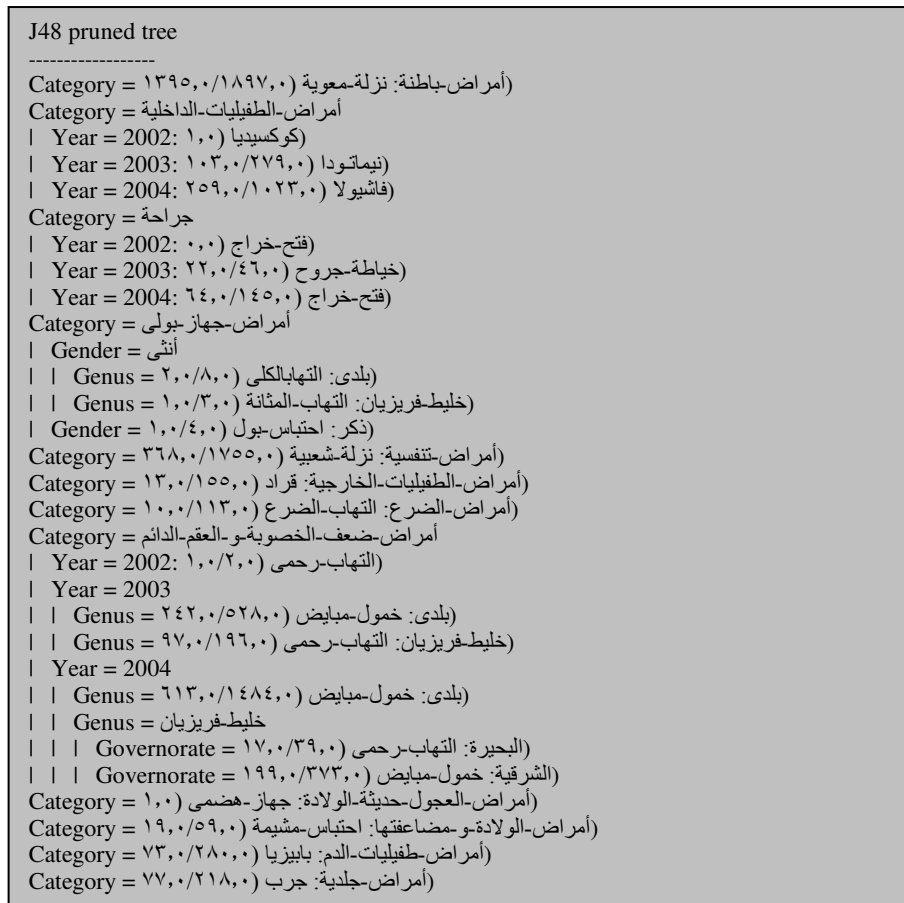 J48 pruned tree
------------------
Category = أمراض-باطنة: نزلة-معوية (١٨٩٧,٠/١٣٩٥,٠)
Category = أمراض-الطفيليات-الداخلية
| Year = 2002: كوكسيديا (١,٠)
| Year = 2003: نيماتودا (٢٧٩,٠/١٠٣,٠)
| Year = 2004: فاشيولا (١٠٢٣,٠/٢٥٩,٠)
Category = جراحة
| Year = 2002: فتح-خراج (٠,٠)
| Year = 2003: خياطة-جروح (٤٦,٠/٢٢,٠)
| Year = 2004: فتح-خراج (١٤٥,٠/٦٤,٠)
Category = أمراض-جهاز-بولى
| Gender = أنثى
| | Genus = بلدى: التهابالكلى (٨,٠/٢,٠)
| | Genus = خليط-فريزيان: التهاب-المثانة (٣,٠/١,٠)
| Gender = ذكر: احتباس-بول (٤,٠/١,٠)
Category = أمراض-تنفسية: نزلة-شعبية (١٧٥٥,٠/٣٦٨,٠)
Category = أمراض-الطفيليات-الخارجية: قراد (١٥٥,٠/١٣,٠)
Category = أمراض-الضرع: التهاب-الضرع (١١٣,٠/١٠,٠)
Category = أمراض-ضعف-الخصوبة-و-العقم-الدائم
| Year = 2002: التهاب-رحمى (٢,٠/١,٠)
| Year = 2003
| | Genus = بلدى: خمول-مبايض (٥٢٨,٠/٢٤٢,٠)
| | Genus = خليط-فريزيان: التهاب-رحمى (١٩٦,٠/٩٧,٠)
| Year = 2004
| | Genus = بلدى: خمول-مبايض (١٤٨٤,٠/٦١٣,٠)
| | Genus = خليط-فريزيان
| | | Governorate = البحيرة: التهاب-رحمى (٣٩,٠/١٧,٠)
| | | Governorate = الشرقية: خمول-مبايض (٣٧٣,٠/١٩٩,٠)
Category = أمراض-العجول-حديثة-الولادة: جهاز-هضمى (١,٠)
Category = أمراض-الولادة-و-مضاعفتها: احتباس-مشيمة (٥٩,٠/١٩,٠)
Category = أمراض-طفيليات-الدم: بابيزيا (٢٨٠,٠/٧٣,٠)
Category = أمراض-جلدية: جرب (٢١٨,٠/٧٧,٠)